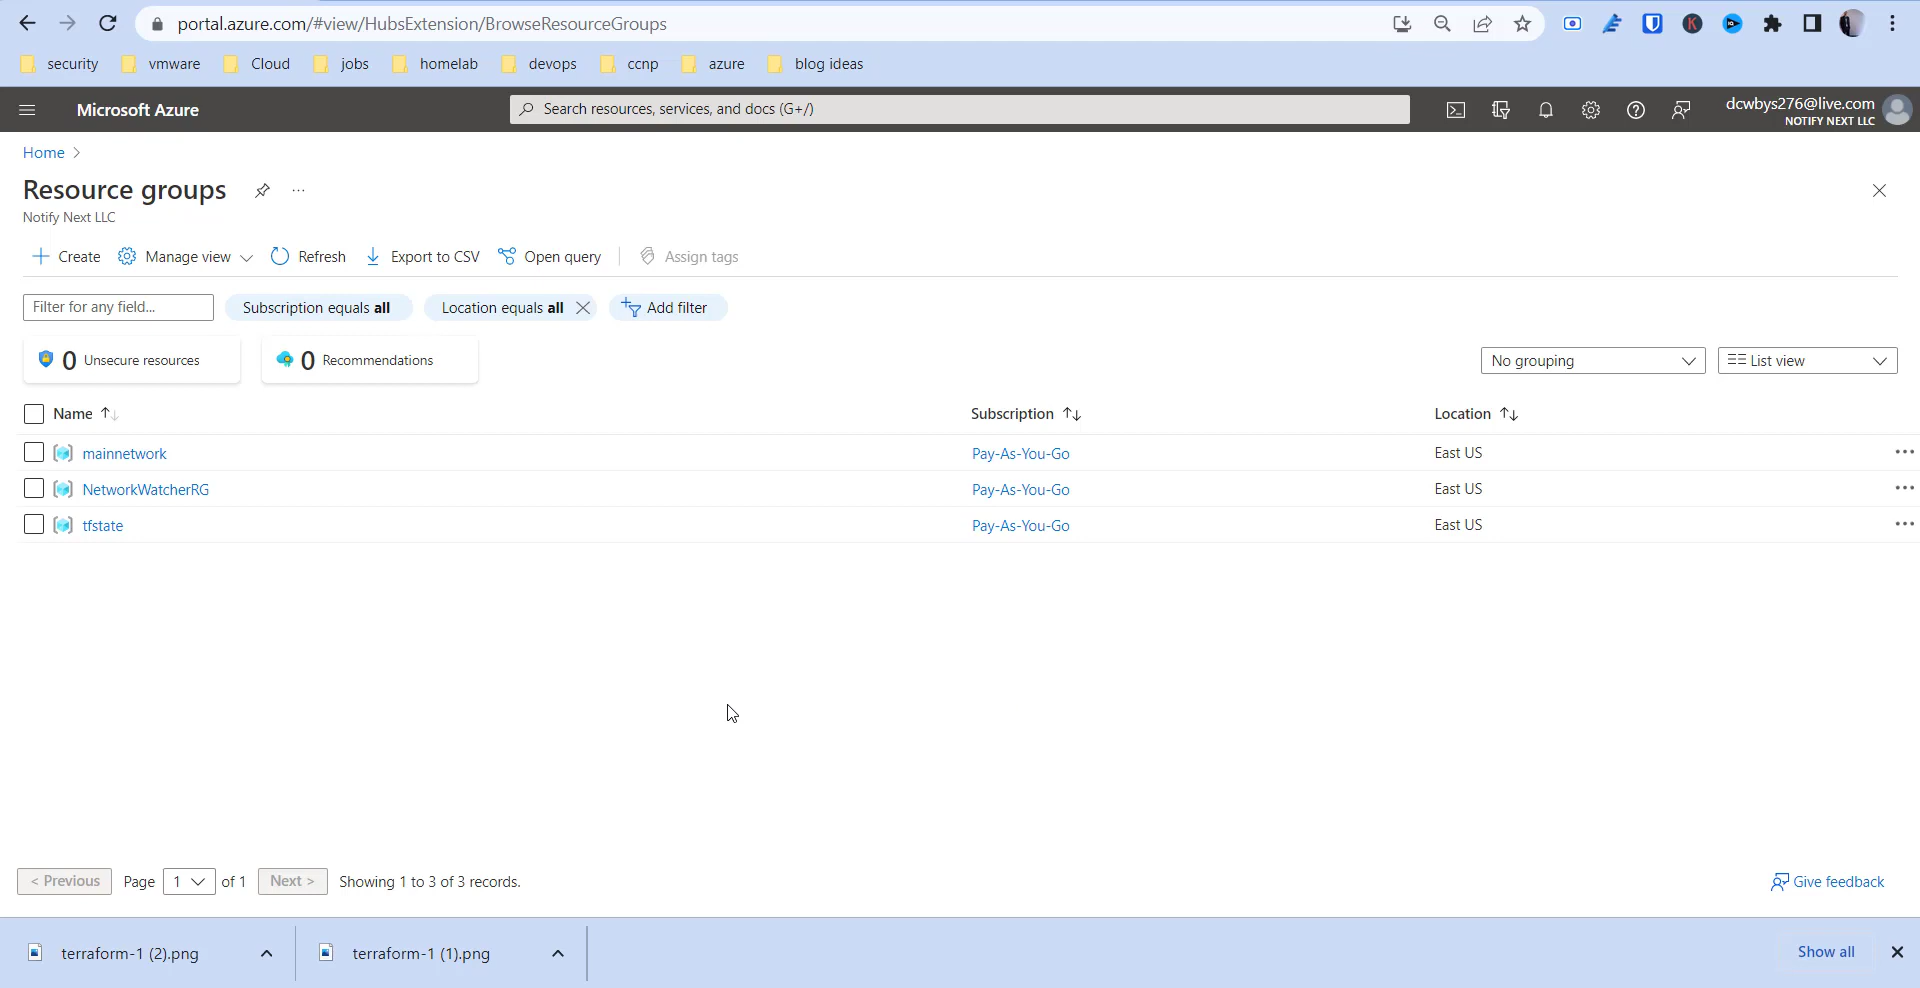 portal.azure.com/#view/HubsExtension/BrowseResourceGroups
security vmware Cloud jobs homelab devops ccnp azure blog ideas
Microsoft Azure Search resources, services, and docs (G+/) dcwbys276@live.com
NOTIFY NEXT LLC
Home
Resource groups
Notify Next LLC
Create Manage view Refresh Export to CSV Open query Assign tags
Filter for any field... Subscription equals all Location equals all Add filter
0 Unsecure resources 0 Recommendations No grouping List view
Name Subscription Location
mainnetwork Pay-As-You-Go East US
NetworkWatcherRG Pay-As-You-Go East US
tfstate Pay-As-You-Go East US
< Previous Page 1 of 1 Next > Showing 1 to 3 of 3 records. Give feedback
terraform-1 (2).png terraform-1 (1).png Show all